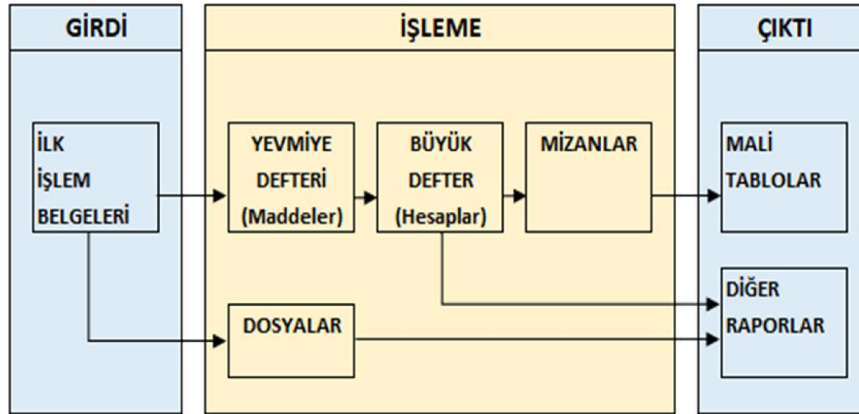 GİRDİ
İŞLEME
ÇIKTI
İLK
İŞLEM
BELGELERİ
YEVMİYE
DEFTERİ
(Maddeler)
BÜYÜK
DEFTER
(Hesaplar)
MİZANLAR
MALİ
TABLOLAR
DOSYALAR
DİĞER
RAPORLAR